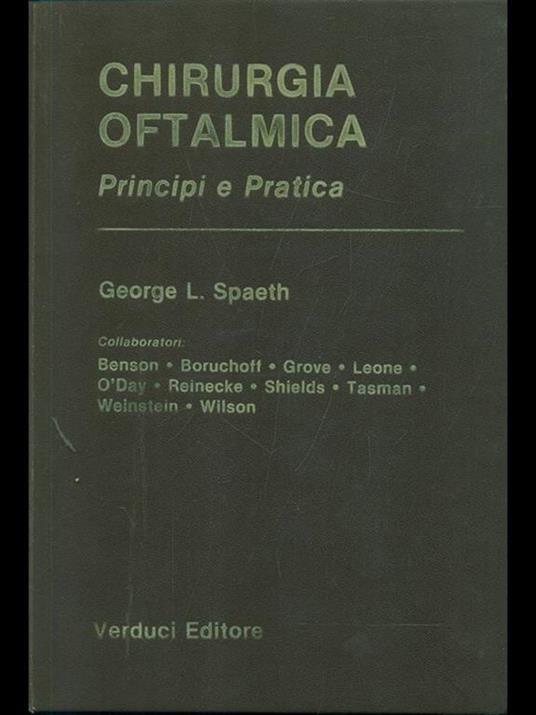 CHIRURGIA
OFTALMICA
Principi e Pratica
George L. Spaeth
Collaboratori:
Benson • Boruchoff • Grove • Leone •
O'Day • Reinecke • Shields • Tasman •
Weinstein • Wilson
Verduci Editore